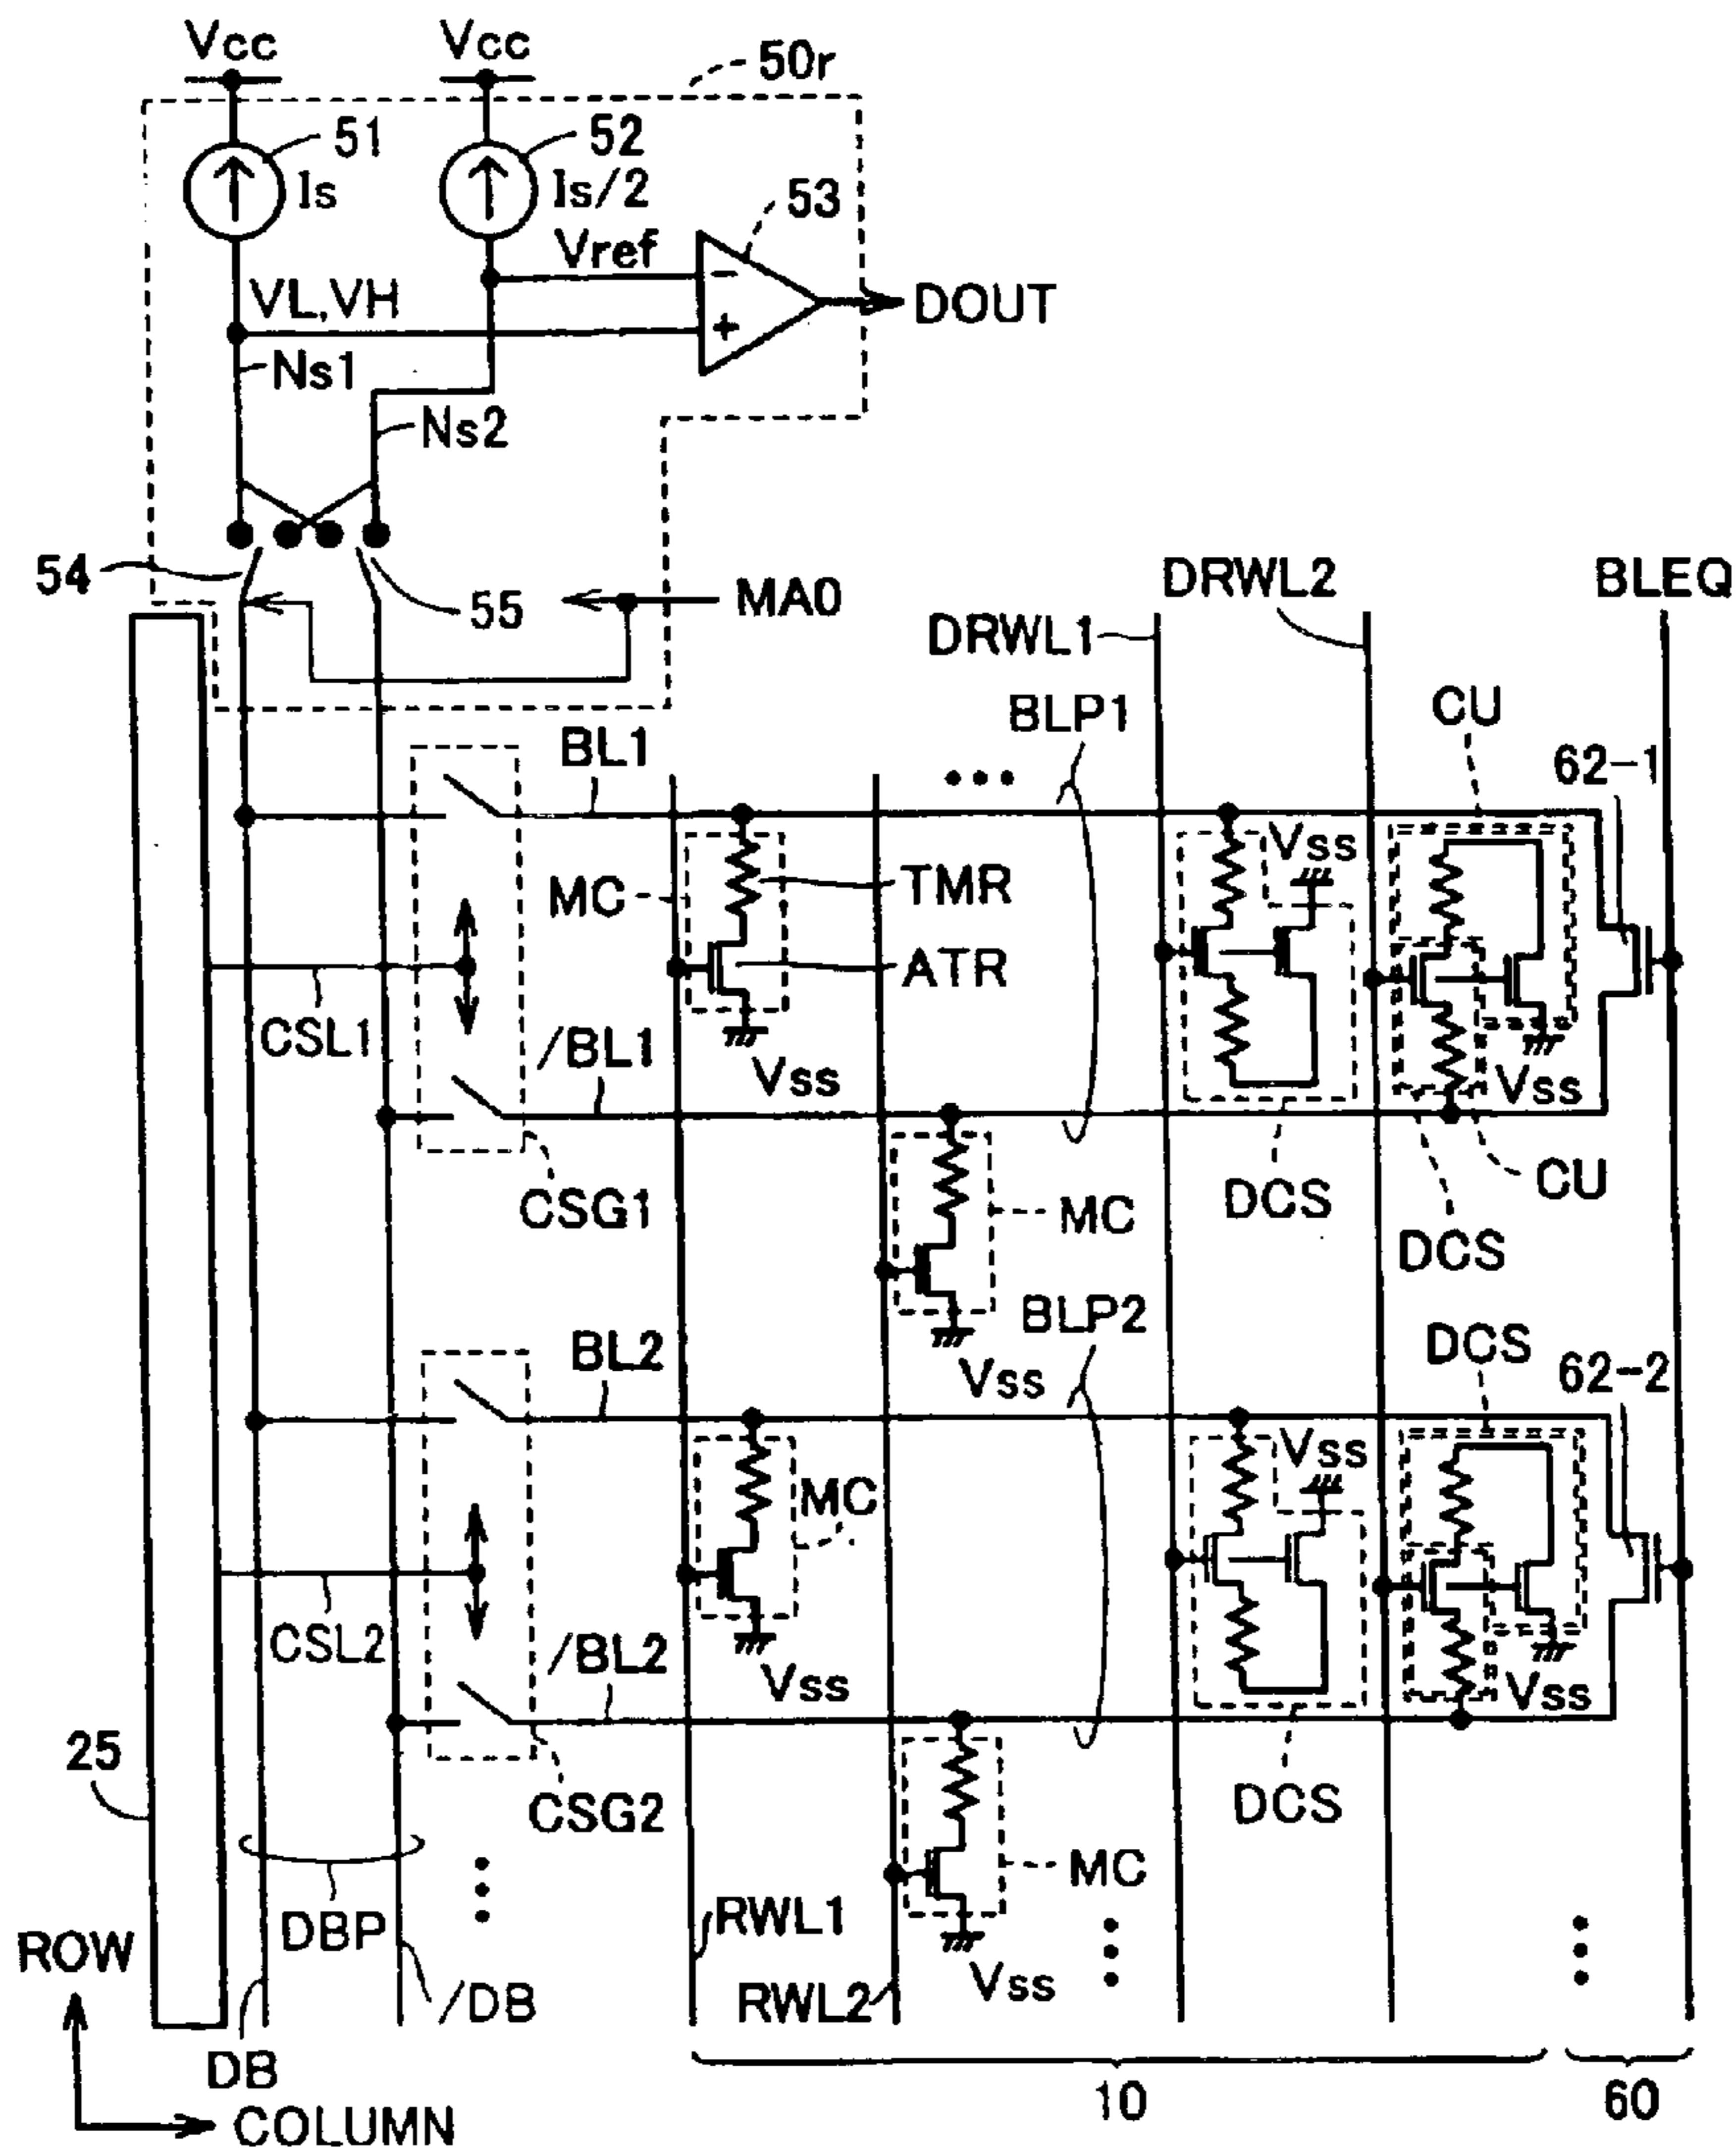 Vcc
Vcc
50r
51
52
Is
Is/2
53
Vref
VL,VH
DOUT
Ns1
Ns2
54
55
MA0
DRWL2
BLEQ
DRWL1
BLP1
CU
BL1
62-1
Vss
MC
TMR
ATR
CSL1
/BL1
Vss
Vss
CSG1
MC
DCS
CU
DCS
BLP2
BL2
Vss
DCS
62-2
Vss
MC
CSL2
/BL2
Vss
Vss
25
CSG2
DCS
MC
DBP
RWL1
ROW
/DB
RWL2
Vss
DB
10
60
COLUMN